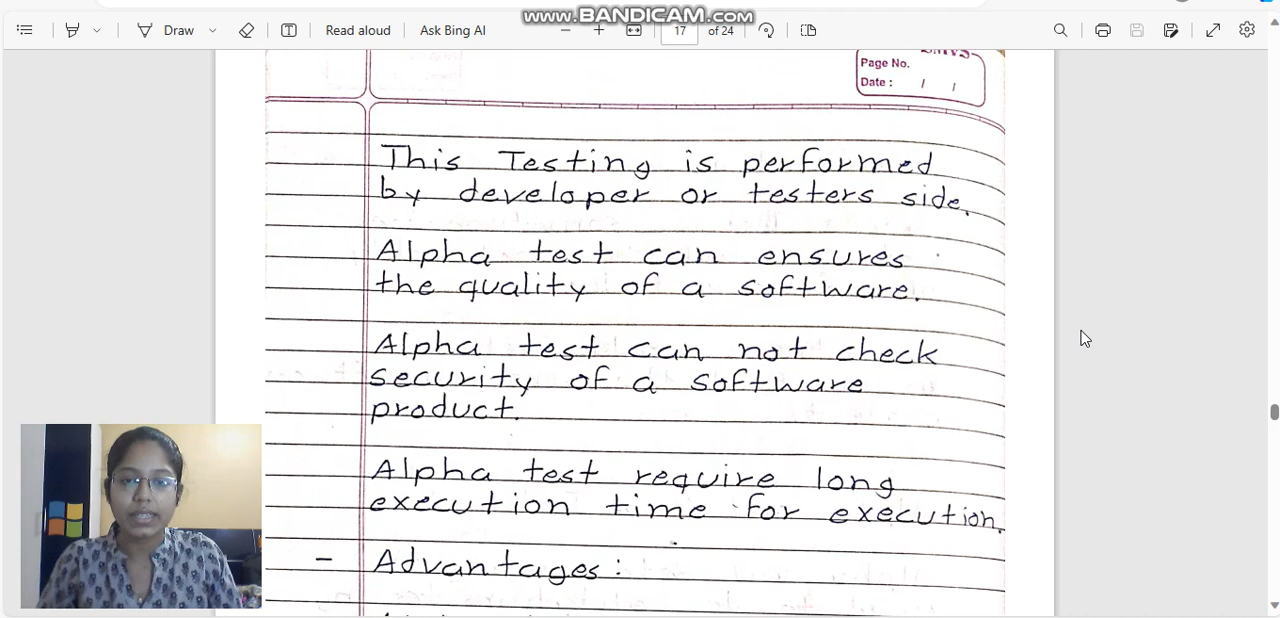 www.BANDICAM.com
Draw
Read aloud
Ask Bing AI
17 of 24
Page No.
Date : / /
This Testing is performed
by developer or testers side.
Alpha test can ensures
the quality of a software.
Alpha test can not check
security of a software
product.
Alpha test require long
execution time for execution.
- Advantages :